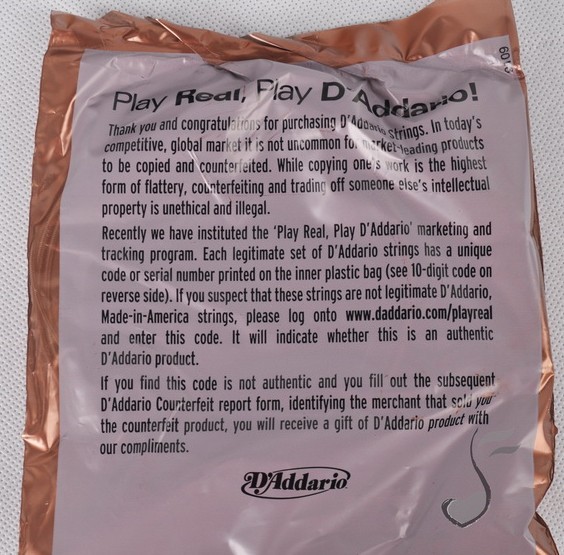 Play Real, Play D'Addario!
Thank you and congratulations for purchasing D'Addario strings. In today's
competitive, global market it is not uncommon for market-leading products
to be copied and counterfeited. While copying one's work is the highest
form of flattery, counterfeiting and trading off someone else's intellectual
property is unethical and illegal.
Recently we have instituted the 'Play Real, Play D'Addario' marketing and
tracking program. Each legitimate set of D'Addario strings has a unique
code or serial number printed on the inner plastic bag (see 10-digit code on
reverse side). If you suspect that these strings are not legitimate D'Addario,
Made-in-America strings, please log onto www.daddario.com/playreal
and enter this code. It will indicate whether this is an authentic
D'Addario product.
If you find this code is not authentic and you fill out the subsequent
D'Addario Counterfeit report form, identifying the merchant that sold you
the counterfeit product, you will receive a gift of D'Addario product with
our compliments.
D'Addario